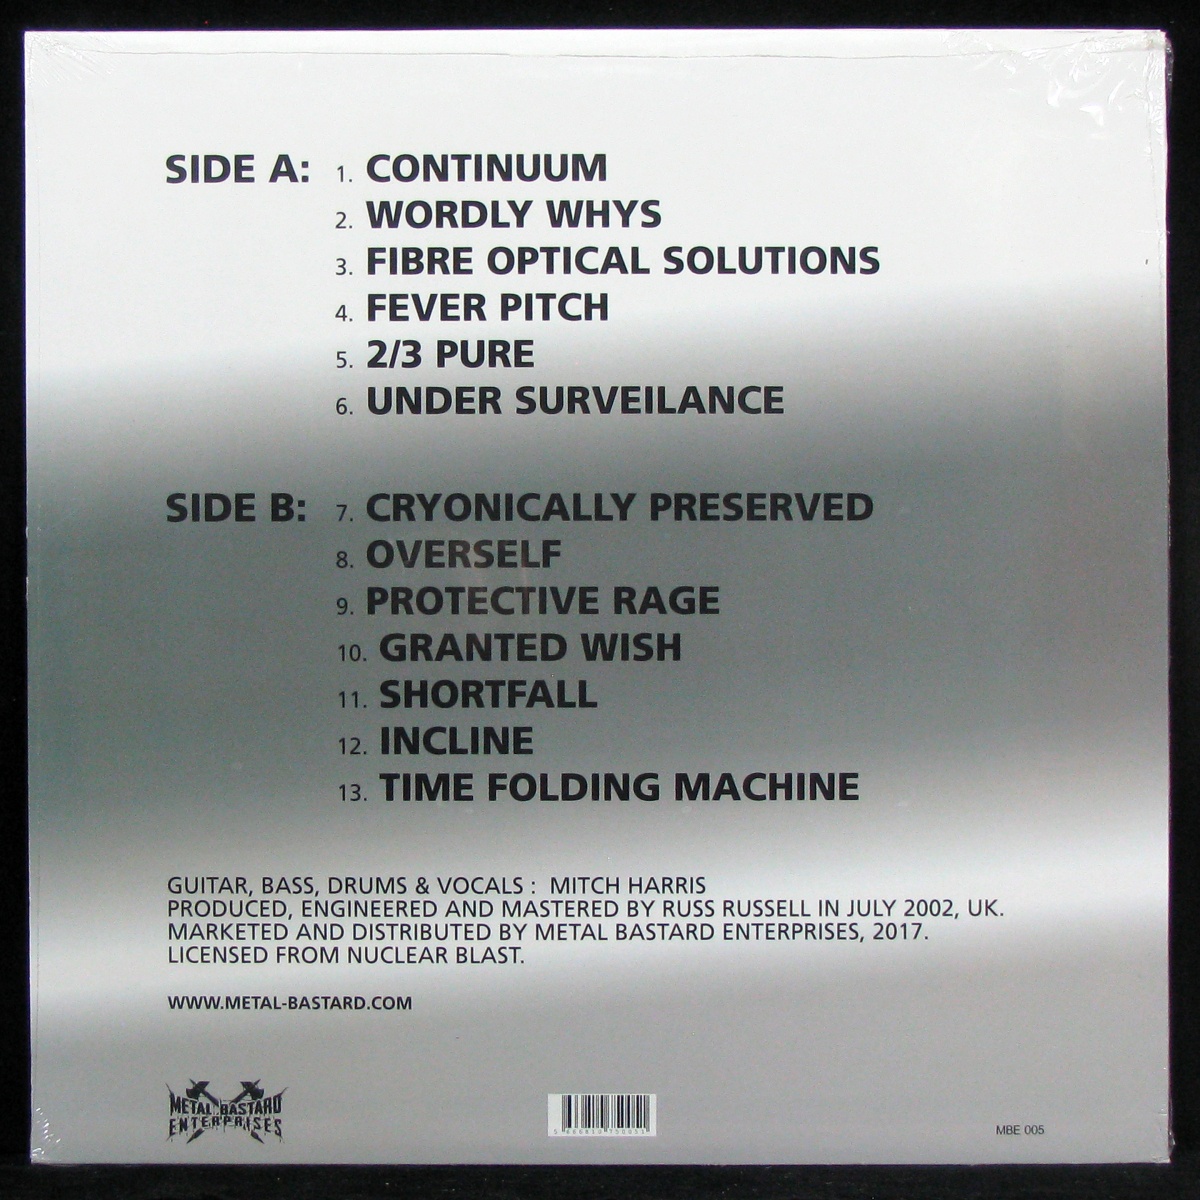 SIDE A: 1. CONTINUUM
2. WORDLY WHYS
3. FIBRE OPTICAL SOLUTIONS
4. FEVER PITCH
5. 2/3 PURE
6. UNDER SURVEILANCE
SIDE B: 7. CRYONICALLY PRESERVED
8. OVERSELF
9. PROTECTIVE RAGE
10. GRANTED WISH
11. SHORTFALL
12. INCLINE
13. TIME FOLDING MACHINE
GUITAR, BASS, DRUMS & VOCALS : MITCH HARRIS
PRODUCED, ENGINEERED AND MASTERED BY RUSS RUSSELL IN JULY 2002, UK.
MARKETED AND DISTRIBUTED BY METAL BASTARD ENTERPRISES, 2017.
LICENSED FROM NUCLEAR BLAST.
WWW.METAL-BASTARD.COM
METAL BASTARD
ENTERPRISES
MBE 005